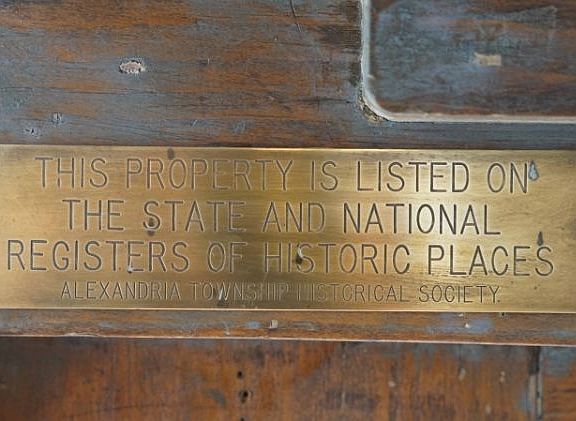 THIS PROPERTY IS LISTED ON
THE STATE AND NATIONAL
REGISTERS OF HISTORIC PLACES
ALEXANDRIA TOWNSHIP HISTORICAL SOCIETY.